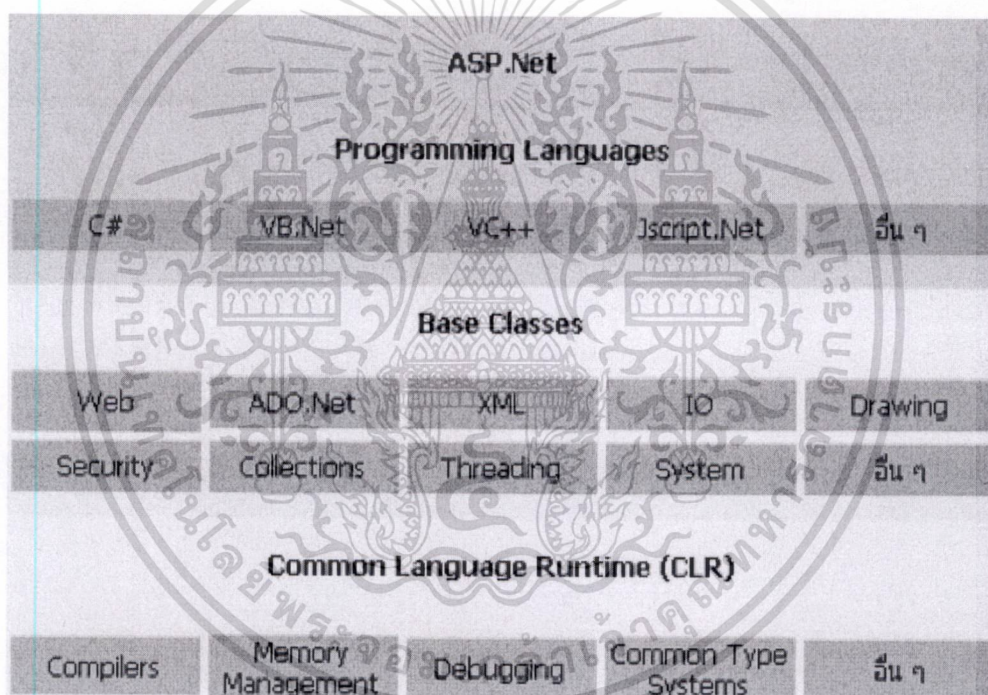 ASP.Net
Programming Languages
C# VB.Net VC++ Jscript.Net อื่น ๆ
Base Classes
Web ADO.Net XML IO Drawing
Security Collections Threading System อื่น ๆ
Common Language Runtime (CLR)
Compilers Memory Management Debugging Common Type Systems อื่น ๆ